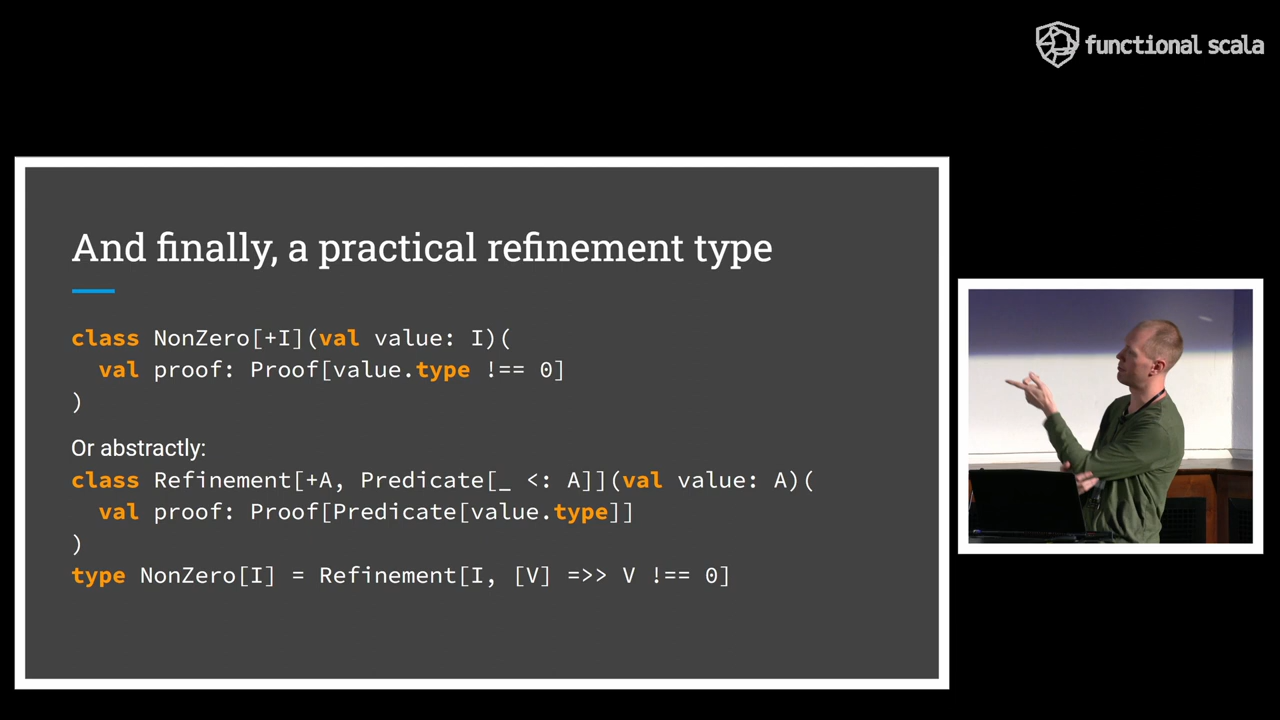 functional scala
And finally, a practical refinement type
class NonZero[+I](val value: I)(
  val proof: Proof[value.type !== 0]
)
Or abstractly:
class Refinement[+A, Predicate[_ <: A]](val value: A)(
  val proof: Proof[Predicate[value.type]]
)
type NonZero[I] = Refinement[I, [V] =>> V !== 0]